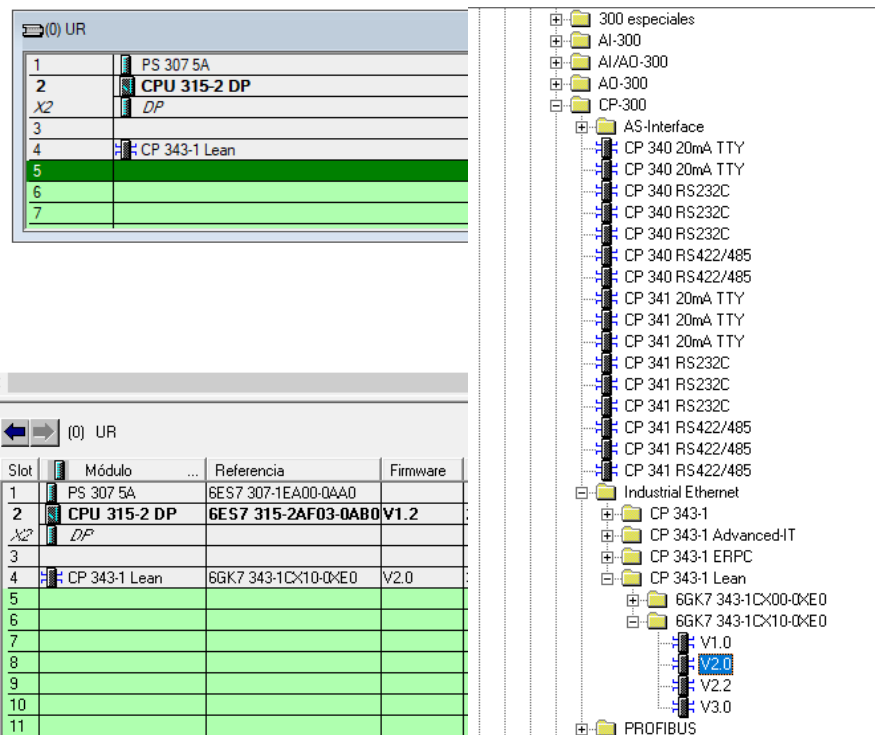 (0) UR
1 PS 307 5A
2 CPU 315-2 DP
X2 DP
3
4 CP 343-1 Lean
5
6
7
(0) UR
Slot Módulo ... Referencia Firmware
1 PS 307 5A 6ES7 307-1EA00-0AA0
2 CPU 315-2 DP 6ES7 315-2AF03-0AB0 V1.2
X2 DP
3
4 CP 343-1 Lean 6GK7 343-1CX10-0XE0 V2.0
5
6
7
8
9
10
11
300 especiales
AI-300
AI/AO-300
AO-300
CP-300
AS-Interface
CP 340 20mA TTY
CP 340 20mA TTY
CP 340 RS232C
CP 340 RS232C
CP 340 RS232C
CP 340 RS422/485
CP 340 RS422/485
CP 341 20mA TTY
CP 341 20mA TTY
CP 341 20mA TTY
CP 341 RS232C
CP 341 RS232C
CP 341 RS232C
CP 341 RS422/485
CP 341 RS422/485
CP 341 RS422/485
Industrial Ethernet
CP 343-1
CP 343-1 Advanced-IT
CP 343-1 ERPC
CP 343-1 Lean
6GK7 343-1CX00-0XE0
6GK7 343-1CX10-0XE0
V1.0
V2.0
V2.2
V3.0
PROFIBUS